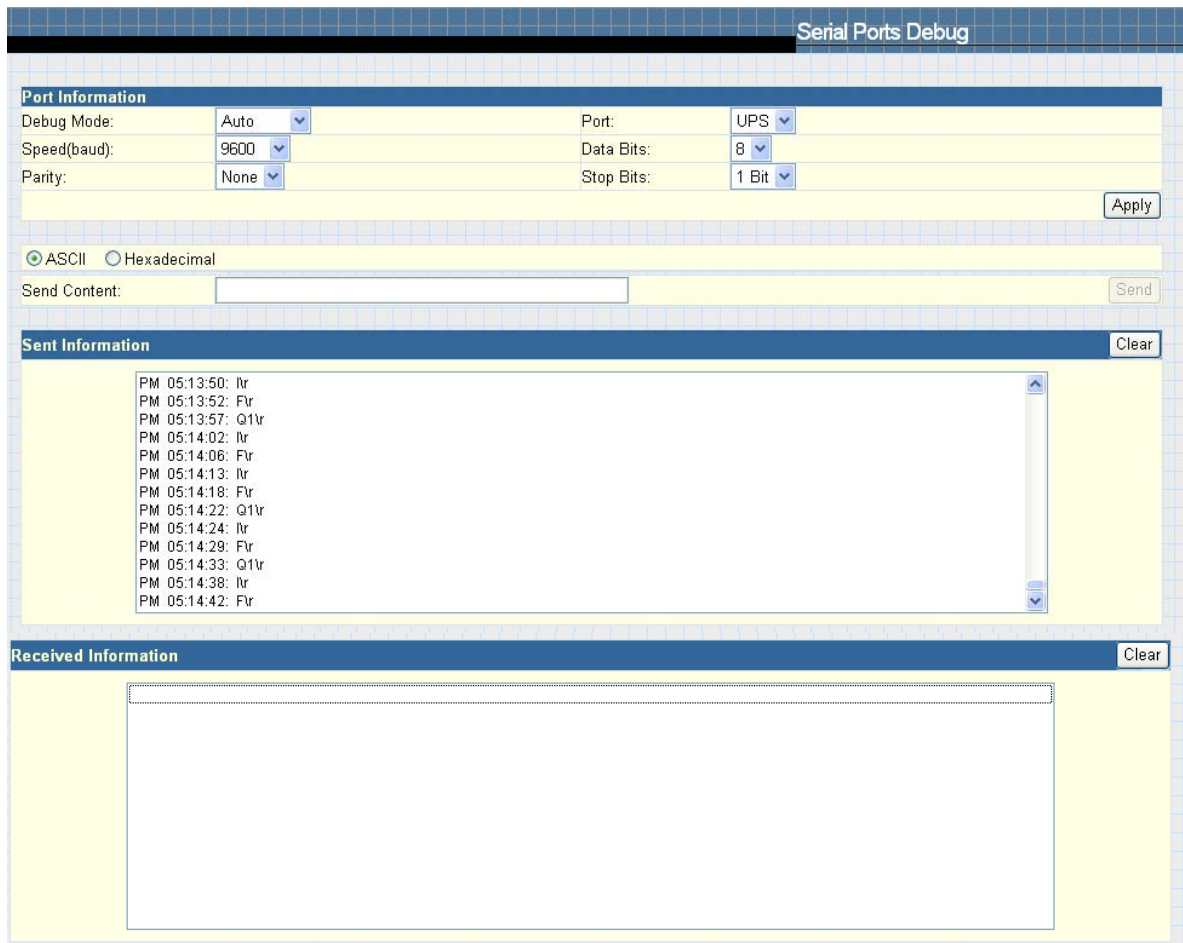 Serial Ports Debug
Port Information
Debug Mode: Auto Port: UPS
Speed(baud): 9600 Data Bits: 8
Parity: None Stop Bits: 1 Bit
Apply
ASCII Hexadecimal
Send Content: Send
Sent Information Clear
PM 05:13:50: I\r
PM 05:13:52: F\r
PM 05:13:57: Q1\r
PM 05:14:02: I\r
PM 05:14:06: F\r
PM 05:14:13: I\r
PM 05:14:18: F\r
PM 05:14:22: Q1\r
PM 05:14:24: I\r
PM 05:14:29: F\r
PM 05:14:33: Q1\r
PM 05:14:38: I\r
PM 05:14:42: F\r
Received Information Clear